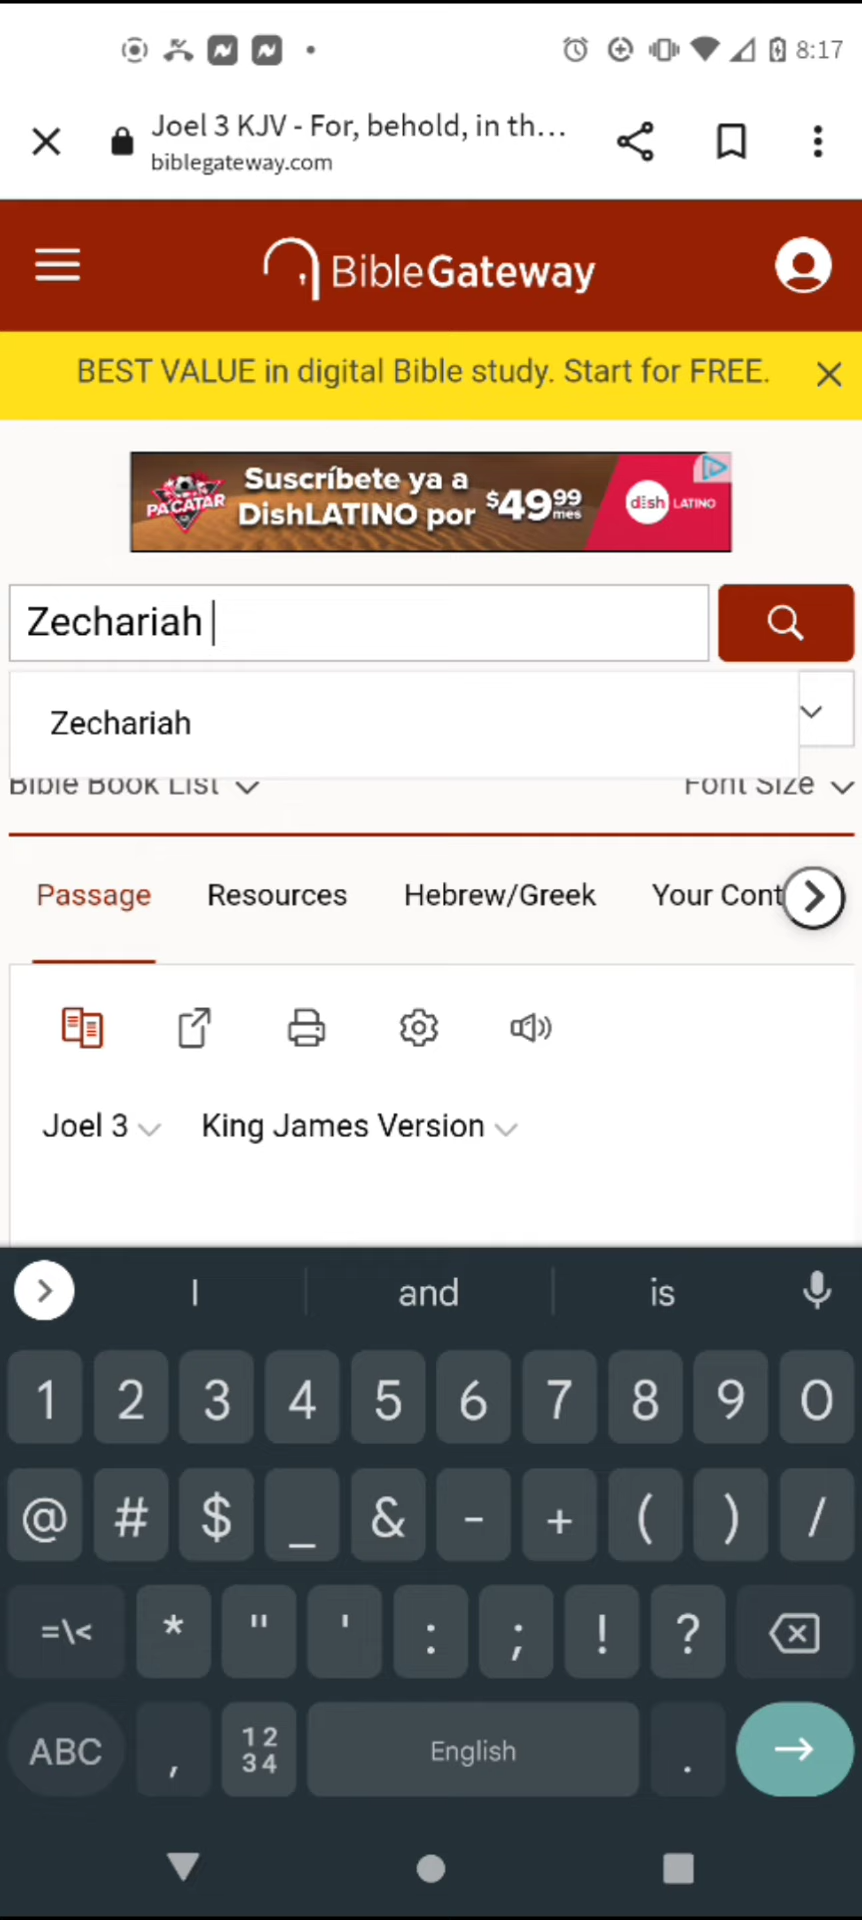 8:17
Joel 3 KJV - For, behold, in th...
biblegateway.com
BibleGateway
BEST VALUE in digital Bible study. Start for FREE.
PACATAR
Suscríbete ya a
DishLATINO por $49.99 mes
dish LATINO
Zechariah
Zechariah
Bible Book List
Font Size
Passage Resources Hebrew/Greek Your Cont
Joel 3 King James Version
I and is
1 2 3 4 5 6 7 8 9 0
@ # $ _ & - + ( ) /
=\< * " ' : ; ! ?
ABC , 12 34 English .